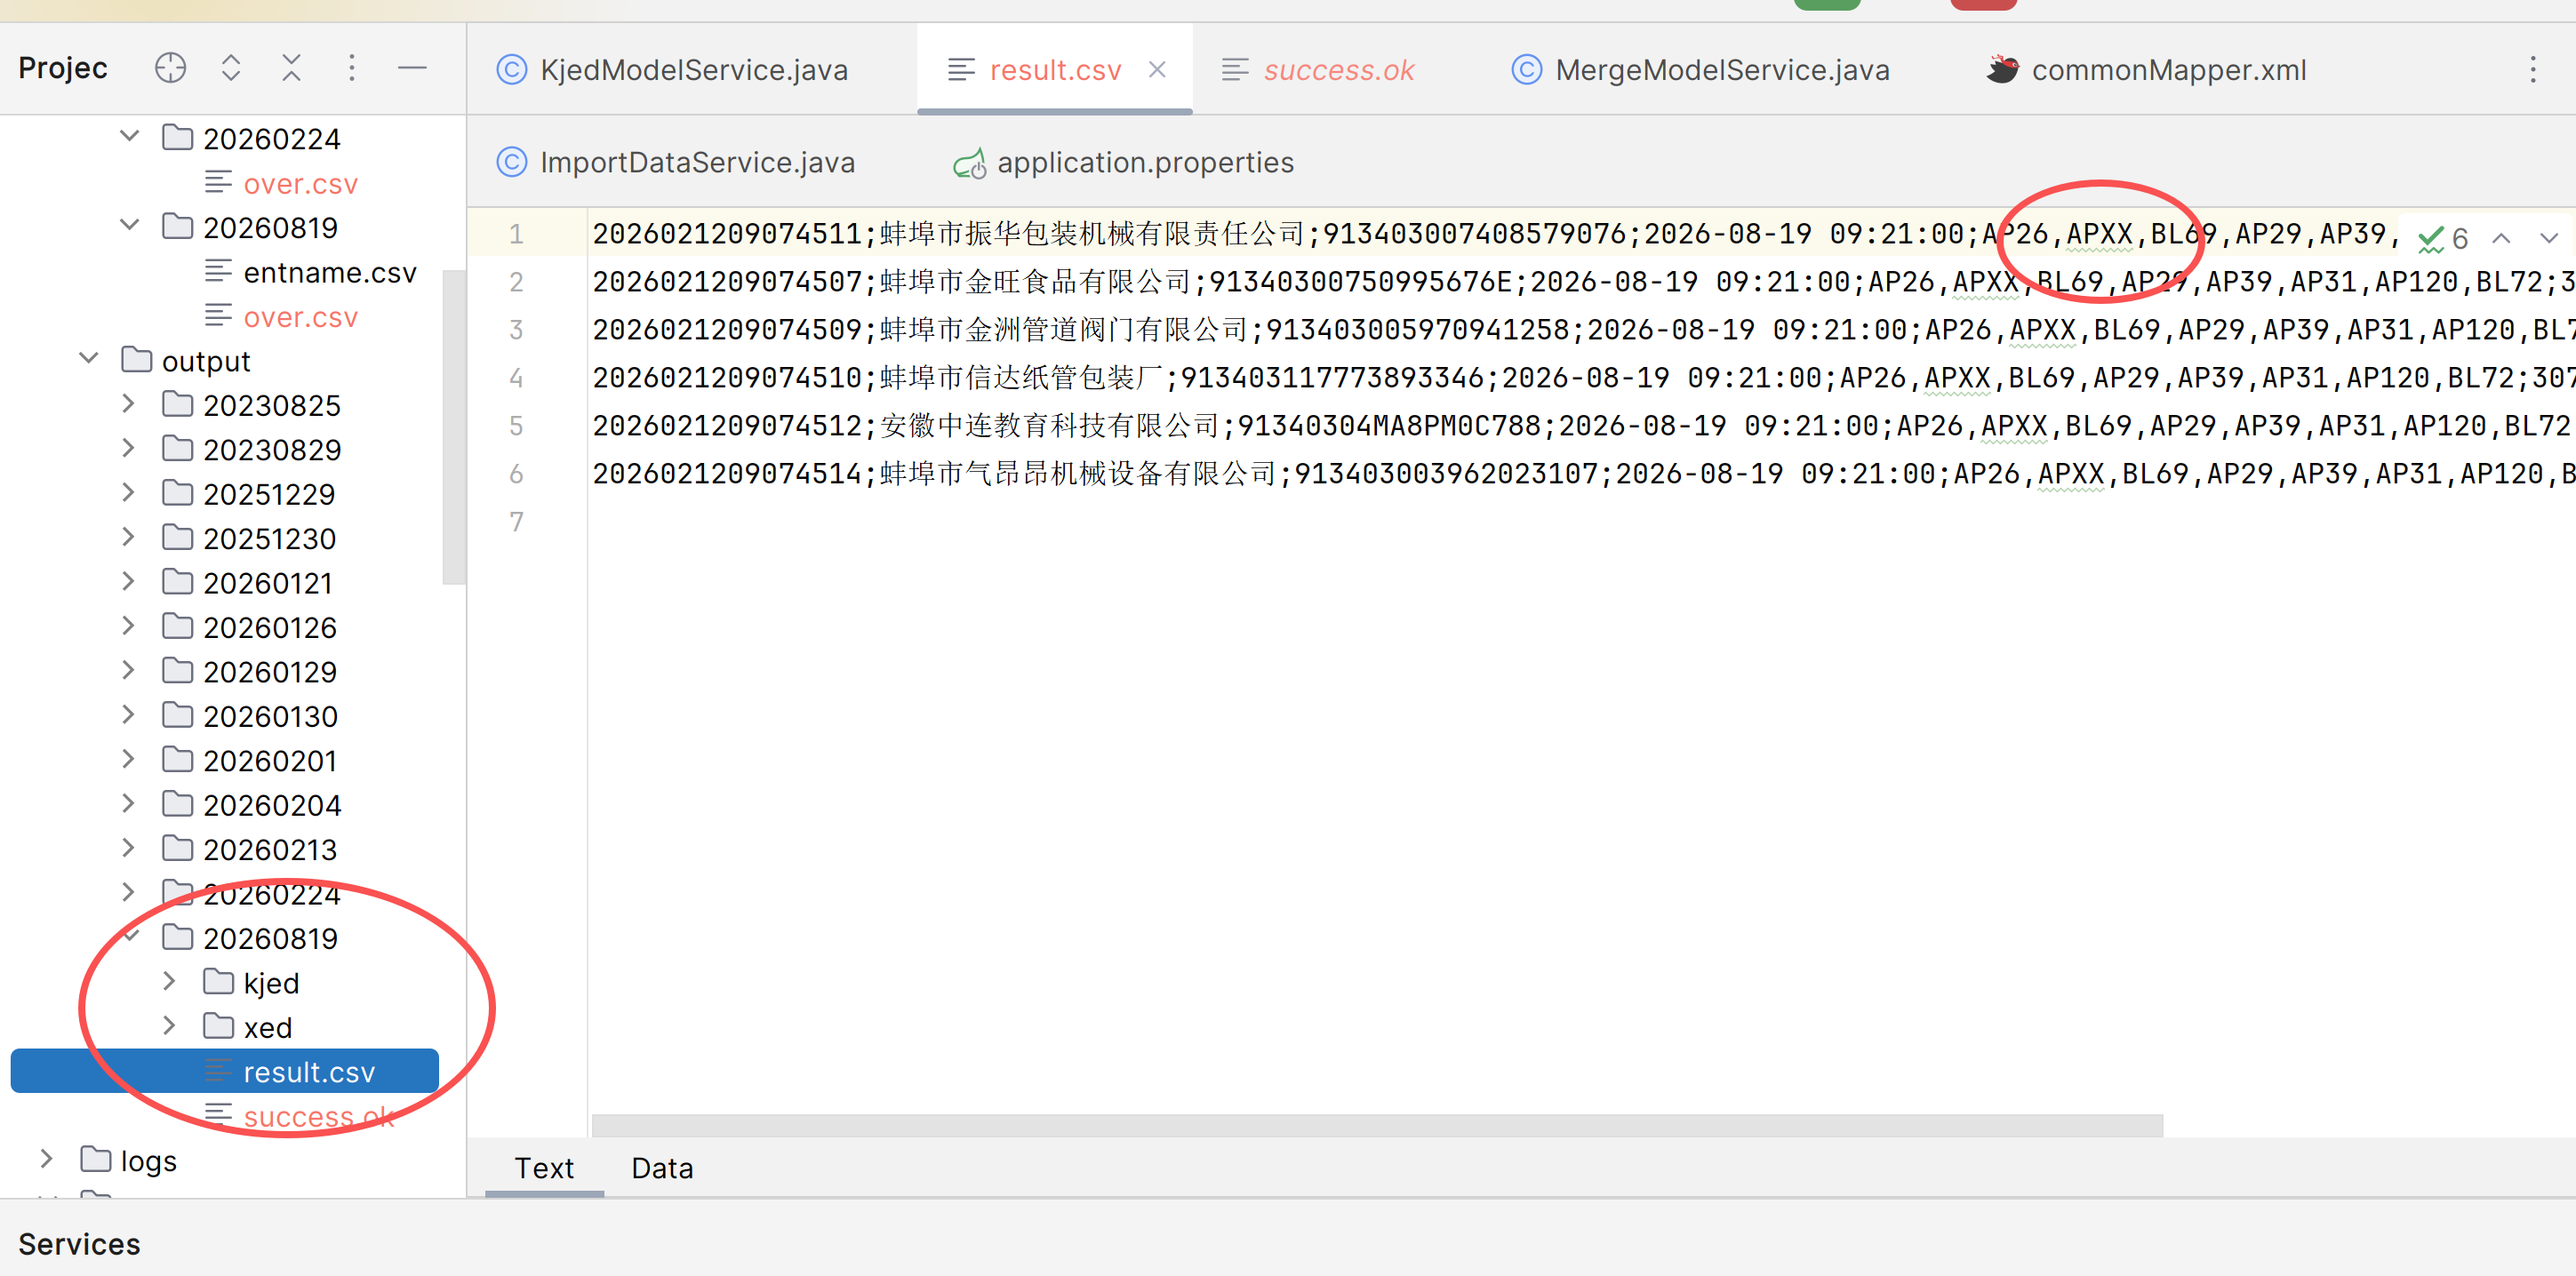 Projec
KjedModelService.java
result.csv
success.ok
MergeModelService.java
commonMapper.xml
ImportDataService.java
application.properties
20260224
over.csv
20260819
entname.csv
over.csv
output
20230825
20230829
20251229
20251230
20260121
20260126
20260129
20260130
20260201
20260204
20260213
20260224
20260819
kjed
xed
result.csv
success.ok
logs
1 2026021209074511;蚌埠市振华包装机械有限责任公司;913403007408579076;2026-08-19 09:21:00;AP26,APXX,BL69,AP29,AP39,
6
2 2026021209074507;蚌埠市金旺食品有限公司;91340300750995676E;2026-08-19 09:21:00;AP26,APXX,BL69,AP29,AP39,AP31,AP120,BL72;3
3 2026021209074509;蚌埠市金洲管道阀门有限公司;913403005970941258;2026-08-19 09:21:00;AP26,APXX,BL69,AP29,AP39,AP31,AP120,BL7
4 2026021209074510;蚌埠市信达纸管包装厂;913403117773893346;2026-08-19 09:21:00;AP26,APXX,BL69,AP29,AP39,AP31,AP120,BL72;307
5 2026021209074512;安徽中连教育科技有限公司;91340304MA8PM0C788;2026-08-19 09:21:00;AP26,APXX,BL69,AP29,AP39,AP31,AP120,BL72
6 2026021209074514;蚌埠市气昂昂机械设备有限公司;913403003962023107;2026-08-19 09:21:00;AP26,APXX,BL69,AP29,AP39,AP31,AP120,B
7
Text Data
Services